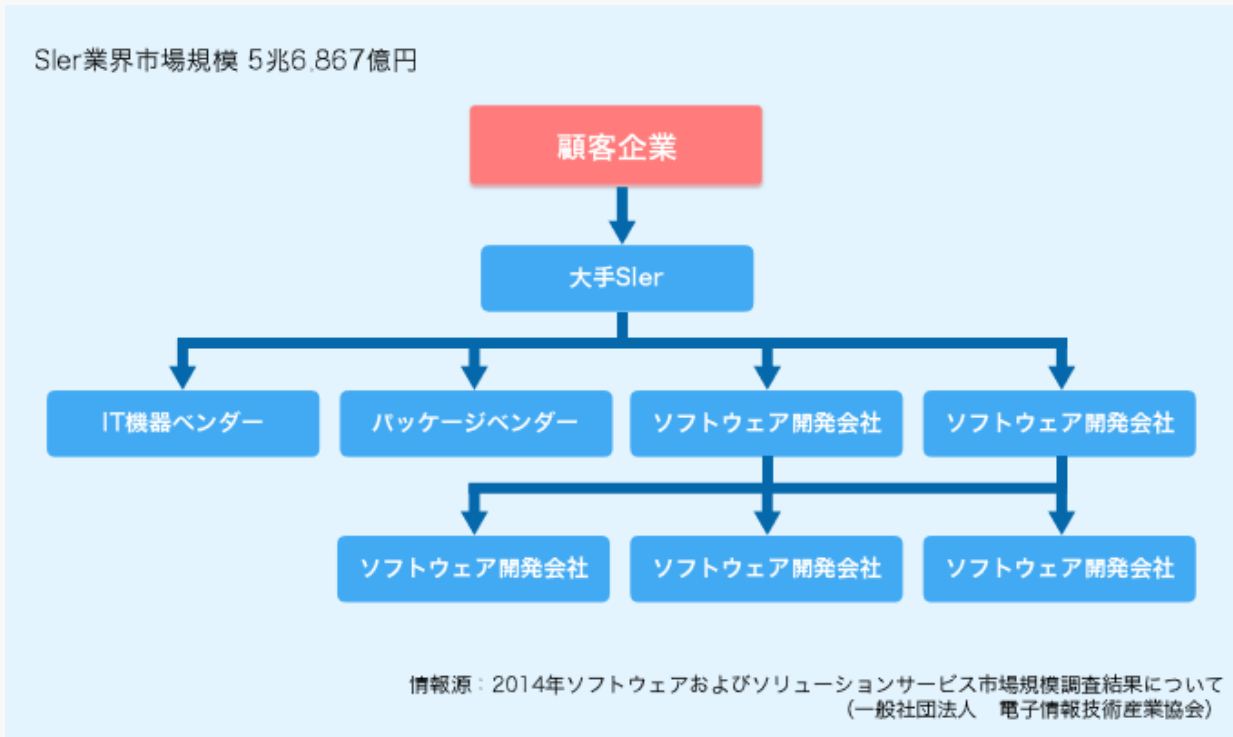 SIer業界市場規模 5兆6,867億円
顧客企業
大手SIer
IT機器ベンダー
パッケージベンダー
ソフトウェア開発会社
ソフトウェア開発会社
ソフトウェア開発会社
ソフトウェア開発会社
ソフトウェア開発会社
情報源：2014年ソフトウェアおよびソリューションサービス市場規模調査結果について
（一般社団法人　電子情報技術産業協会）